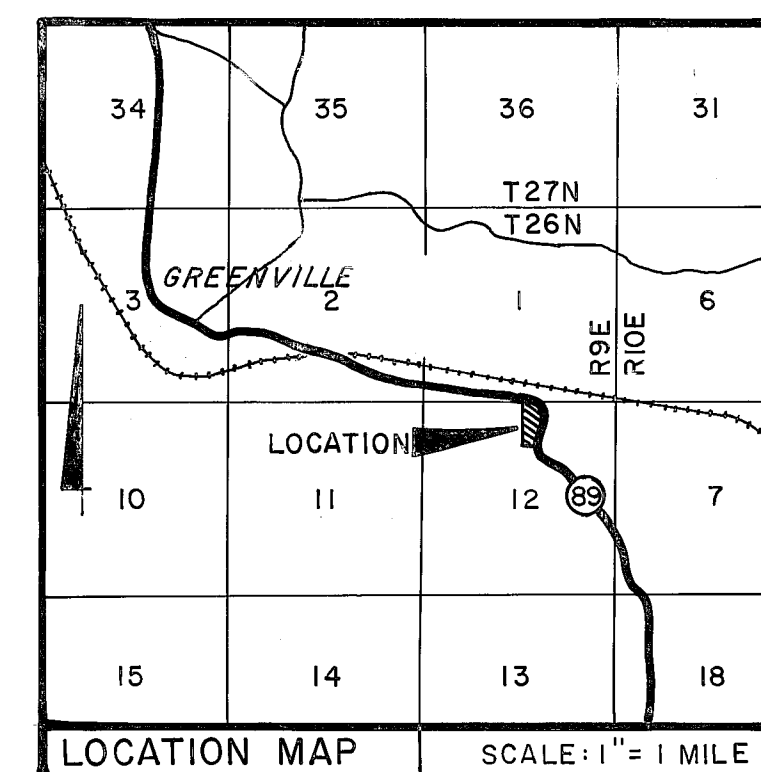 34 35 36 31
T27N
T26N
GREENVILLE
3 2 1 6
R9E
R10E
LOCATION
10 11 12 89 7
15 14 13 18
LOCATION MAP SCALE: 1" = 1 MILE